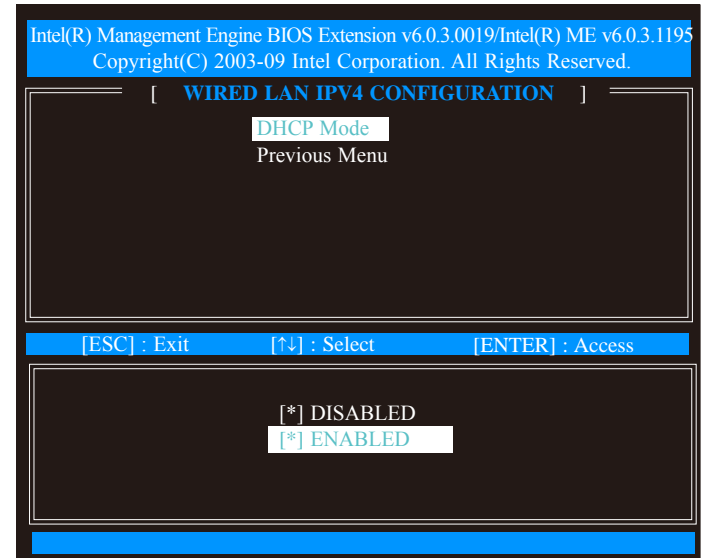 Intel(R) Management Engine BIOS Extension v6.0.3.0019/Intel(R) ME v6.0.3.1195
Copyright(C) 2003-09 Intel Corporation. All Rights Reserved.
[ WIRED LAN IPV4 CONFIGURATION ]
DHCP Mode
Previous Menu
[ESC] : Exit [↑↓] : Select [ENTER] : Access
[*] DISABLED
[*] ENABLED